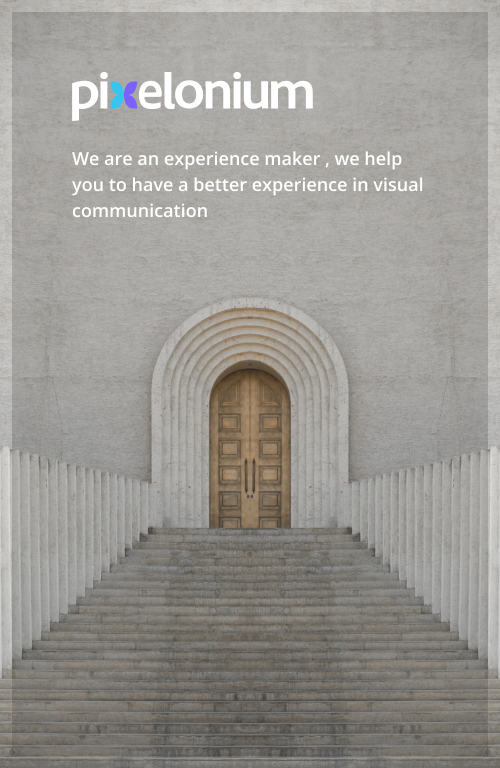 pixelonium
We are an experience maker , we help
you to have a better experience in visual
communication